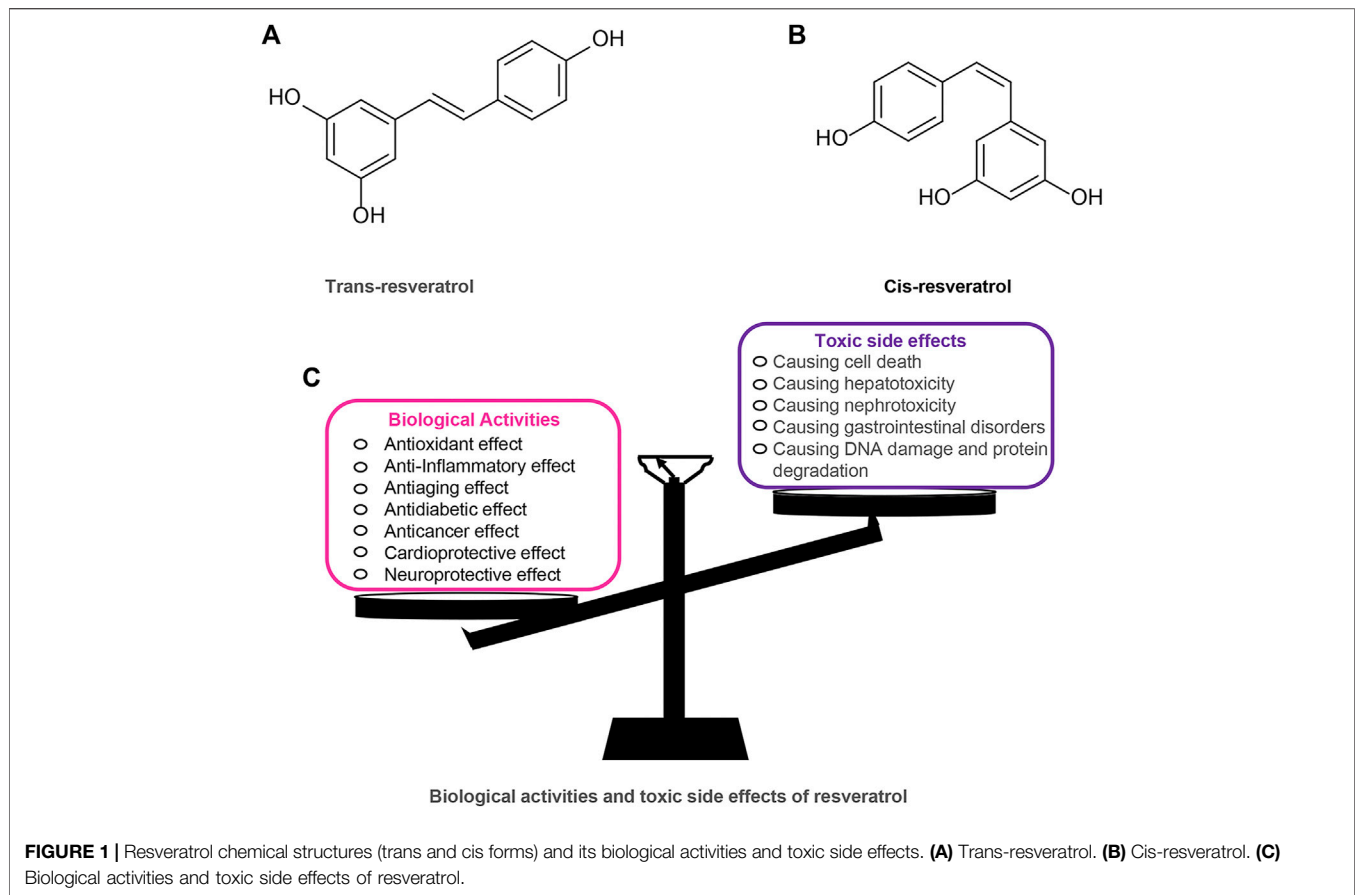 A
OH
HO
OH
Trans-resveratrol
B
HO
HO
OH
Cis-resveratrol
C
Biological Activities
Antioxidant effect
Anti-Inflammatory effect
Antiaging effect
Antidiabetic effect
Anticancer effect
Cardioprotective effect
Neuroprotective effect
Toxic side effects
Causing cell death
Causing hepatotoxicity
Causing nephrotoxicity
Causing gastrointestinal disorders
Causing DNA damage and protein
degradation
Biological activities and toxic side effects of resveratrol
FIGURE 1 | Resveratrol chemical structures (trans and cis forms) and its biological activities and toxic side effects. (A) Trans-resveratrol. (B) Cis-resveratrol. (C)
Biological activities and toxic side effects of resveratrol.